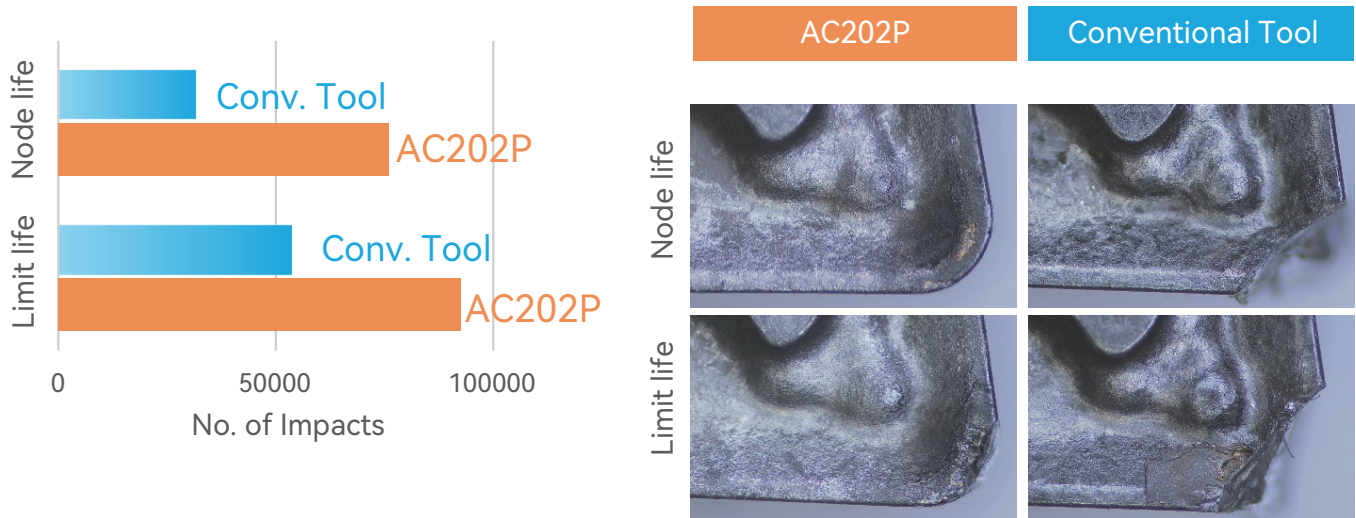 Node life
Conv. Tool
AC202P
Limit life
Conv. Tool
AC202P
0
50000
100000
No. of Impacts
AC202P
Conventional Tool
Node life
Limit life